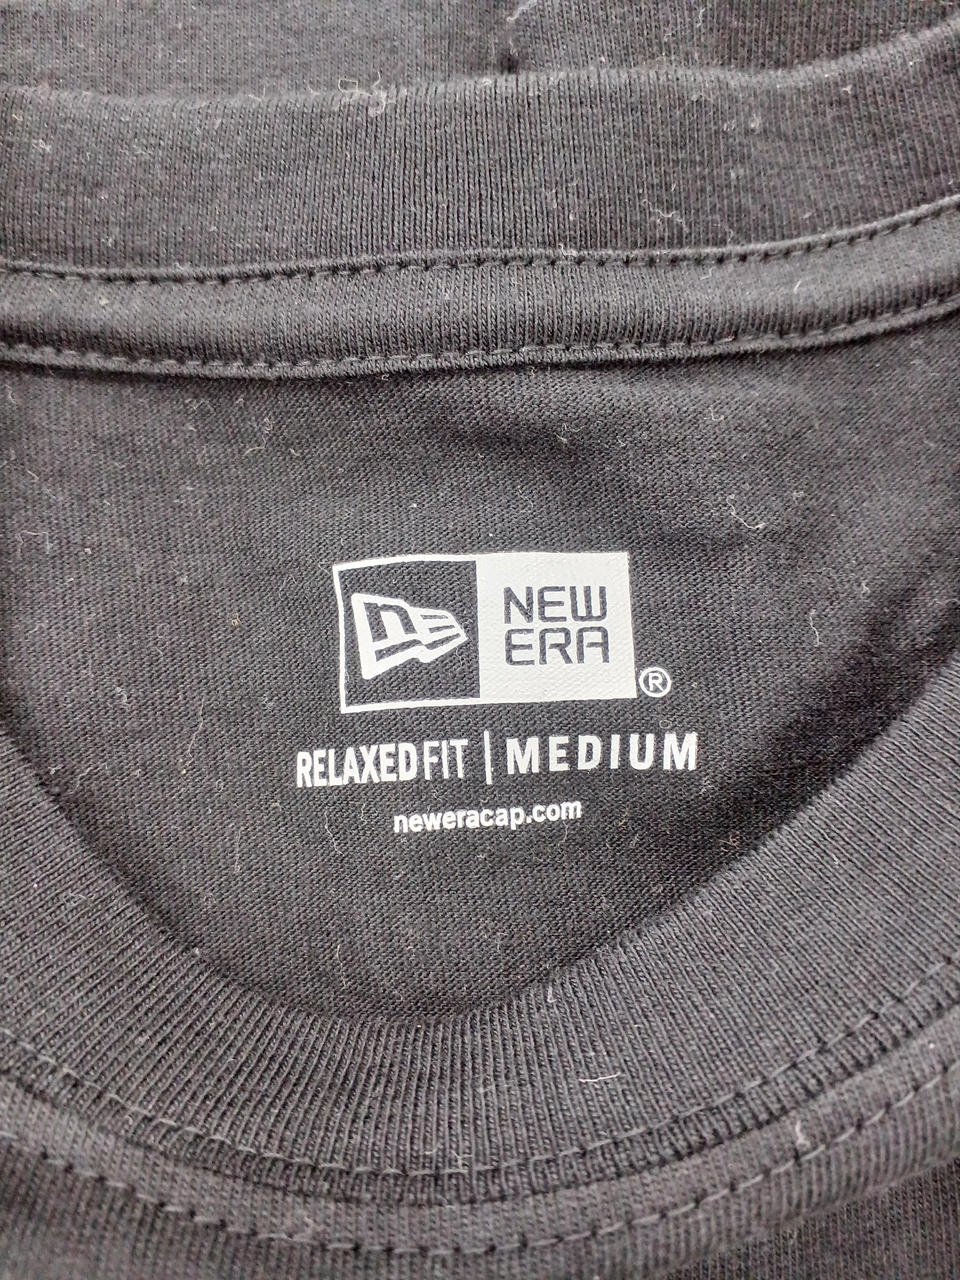 NEW
ERA
®
RELAXED FIT | MEDIUM
neweracap.com